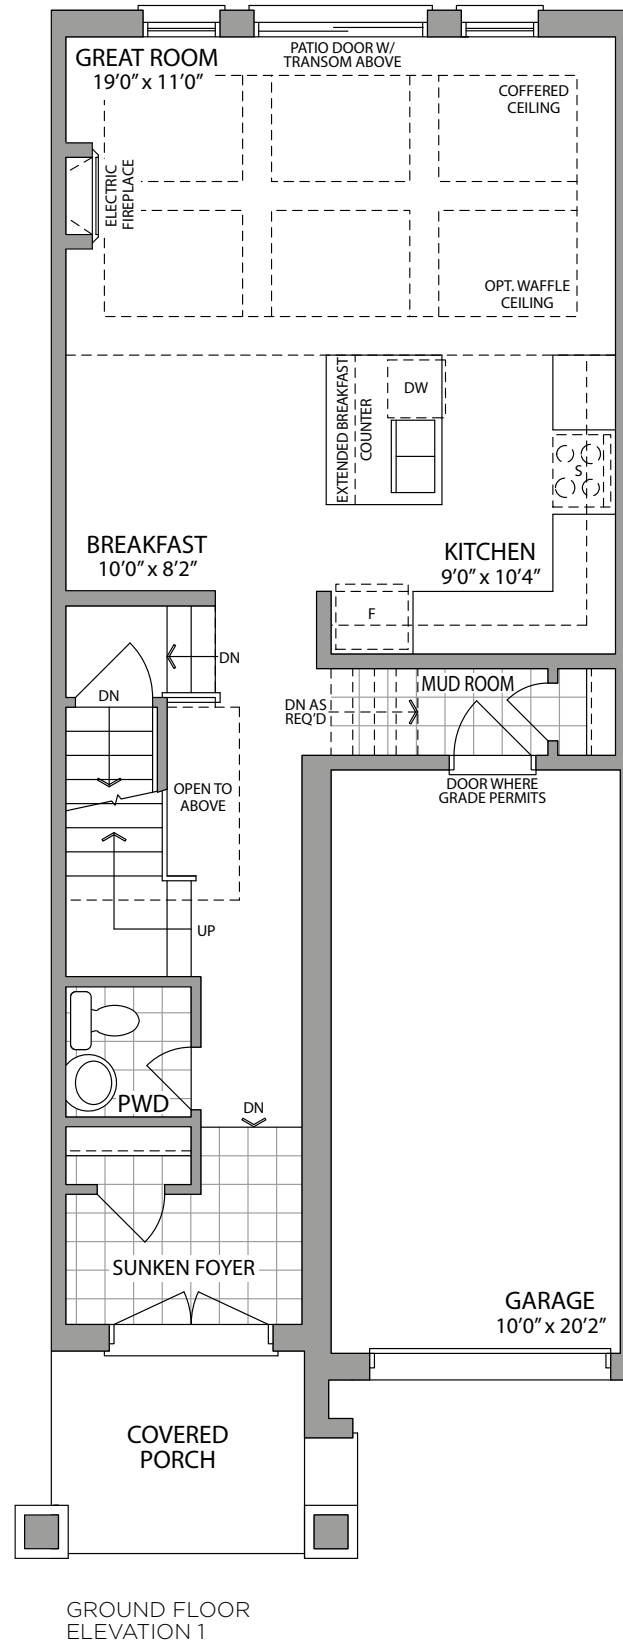 GREAT ROOM
19'0" x 11'0"
PATIO DOOR W/
TRANSOM ABOVE
COFFERED
CEILING
ELECTRIC
FIREPLACE
OPT. WAFFLE
CEILING
EXTENDED BREAKFAST
COUNTER
DW
S
BREAKFAST
10'0" x 8'2"
KITCHEN
9'0" x 10'4"
F
DN
DN
MUD ROOM
DN AS
REQ'D
OPEN TO
ABOVE
DOOR WHERE
GRADE PERMITS
UP
PWD
DN
SUNKEN FOYER
GARAGE
10'0" x 20'2"
COVERED
PORCH
GROUND FLOOR
ELEVATION 1